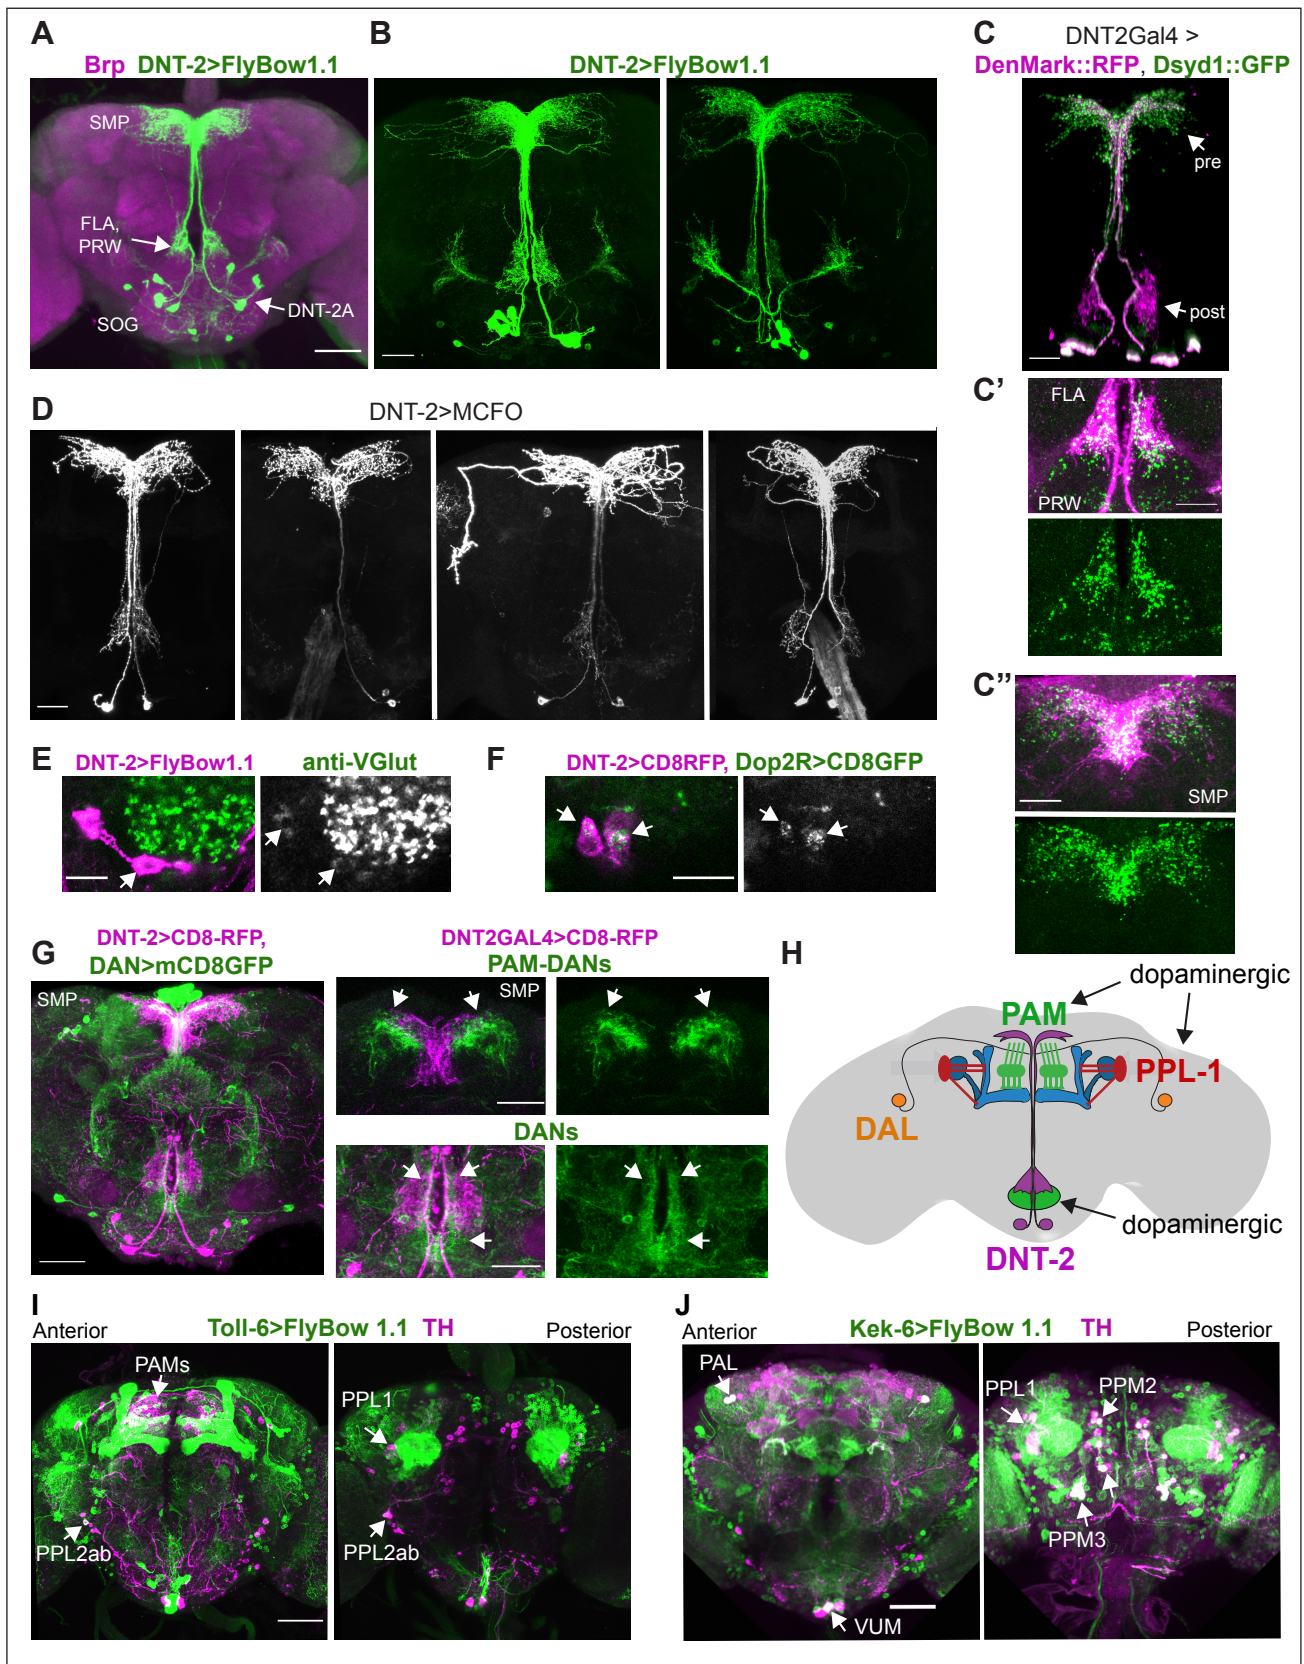 A
Brp DNT-2>FlyBow1.1
SMP
FLA,
PRW
DNT-2A
SOG
B
DNT-2>FlyBow1.1
C
DNT2Gal4 >
DenMark::RFP, Dsyd1::GFP
pre
post
C'
FLA
PRW
C"
SMP
D
DNT-2>MCFO
E
DNT-2>FlyBow1.1
anti-VGlut
F
DNT-2>CD8RFP, Dop2R>CD8GFP
G
DNT-2>CD8-RFP,
DAN>mCD8GFP
SMP
DNT2GAL4>CD8-RFP
PAM-DANs
SMP
DANs
H
dopaminergic
PAM
PPL-1
DAL
dopaminergic
DNT-2
I
Anterior
Toll-6>FlyBow 1.1 TH
Posterior
PAMs
PPL2ab
PPL1
PPL2ab
J
Anterior
Kek-6>FlyBow 1.1 TH
Posterior
PAL
VUM
PPL1
PPM2
PPM3